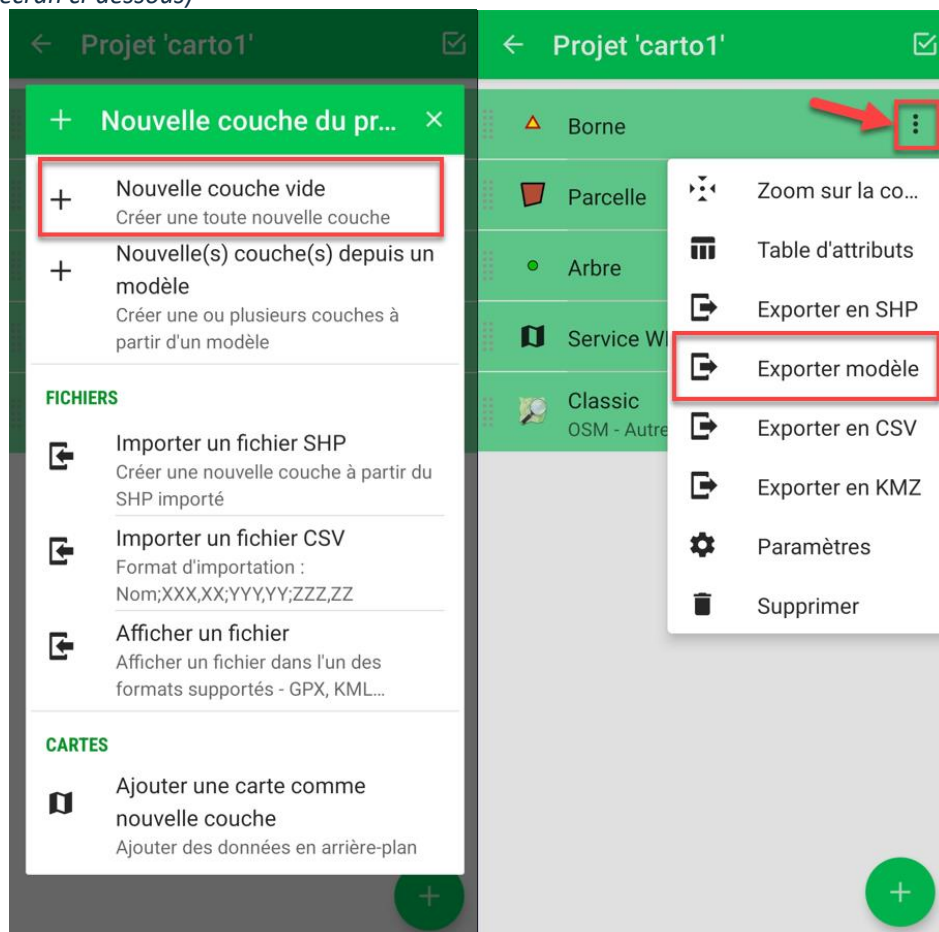 écran ci-dessous)
Projet 'carto1'
Nouvelle couche du pr...
Nouvelle couche vide
Créer une toute nouvelle couche
Nouvelle(s) couche(s) depuis un
modèle
Créer une ou plusieurs couches à
partir d'un modèle
FICHIERS
Importer un fichier SHP
Créer une nouvelle couche à partir du
SHP importé
Importer un fichier CSV
Format d'importation :
Nom;XXX,XX;YYY,YY;ZZZ,ZZ
Afficher un fichier
Afficher un fichier dans l'un des
formats supportés - GPX, KML...
CARTES
Ajouter une carte comme
nouvelle couche
Ajouter des données en arrière-plan
Projet 'carto1'
Borne
Parcelle
Arbre
Service
Classic
OSM - Autre
Zoom sur la co...
Table d'attributs
Exporter en SHP
Exporter modèle
Exporter en CSV
Exporter en KMZ
Paramètres
Supprimer